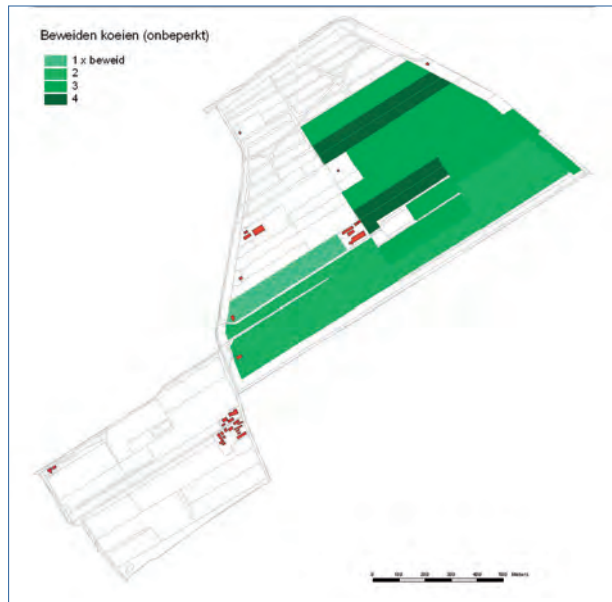 Beweiden koeien (onbeperkt)
1 x beweid
2
3
4
0 100 200 300 400 500 Meters